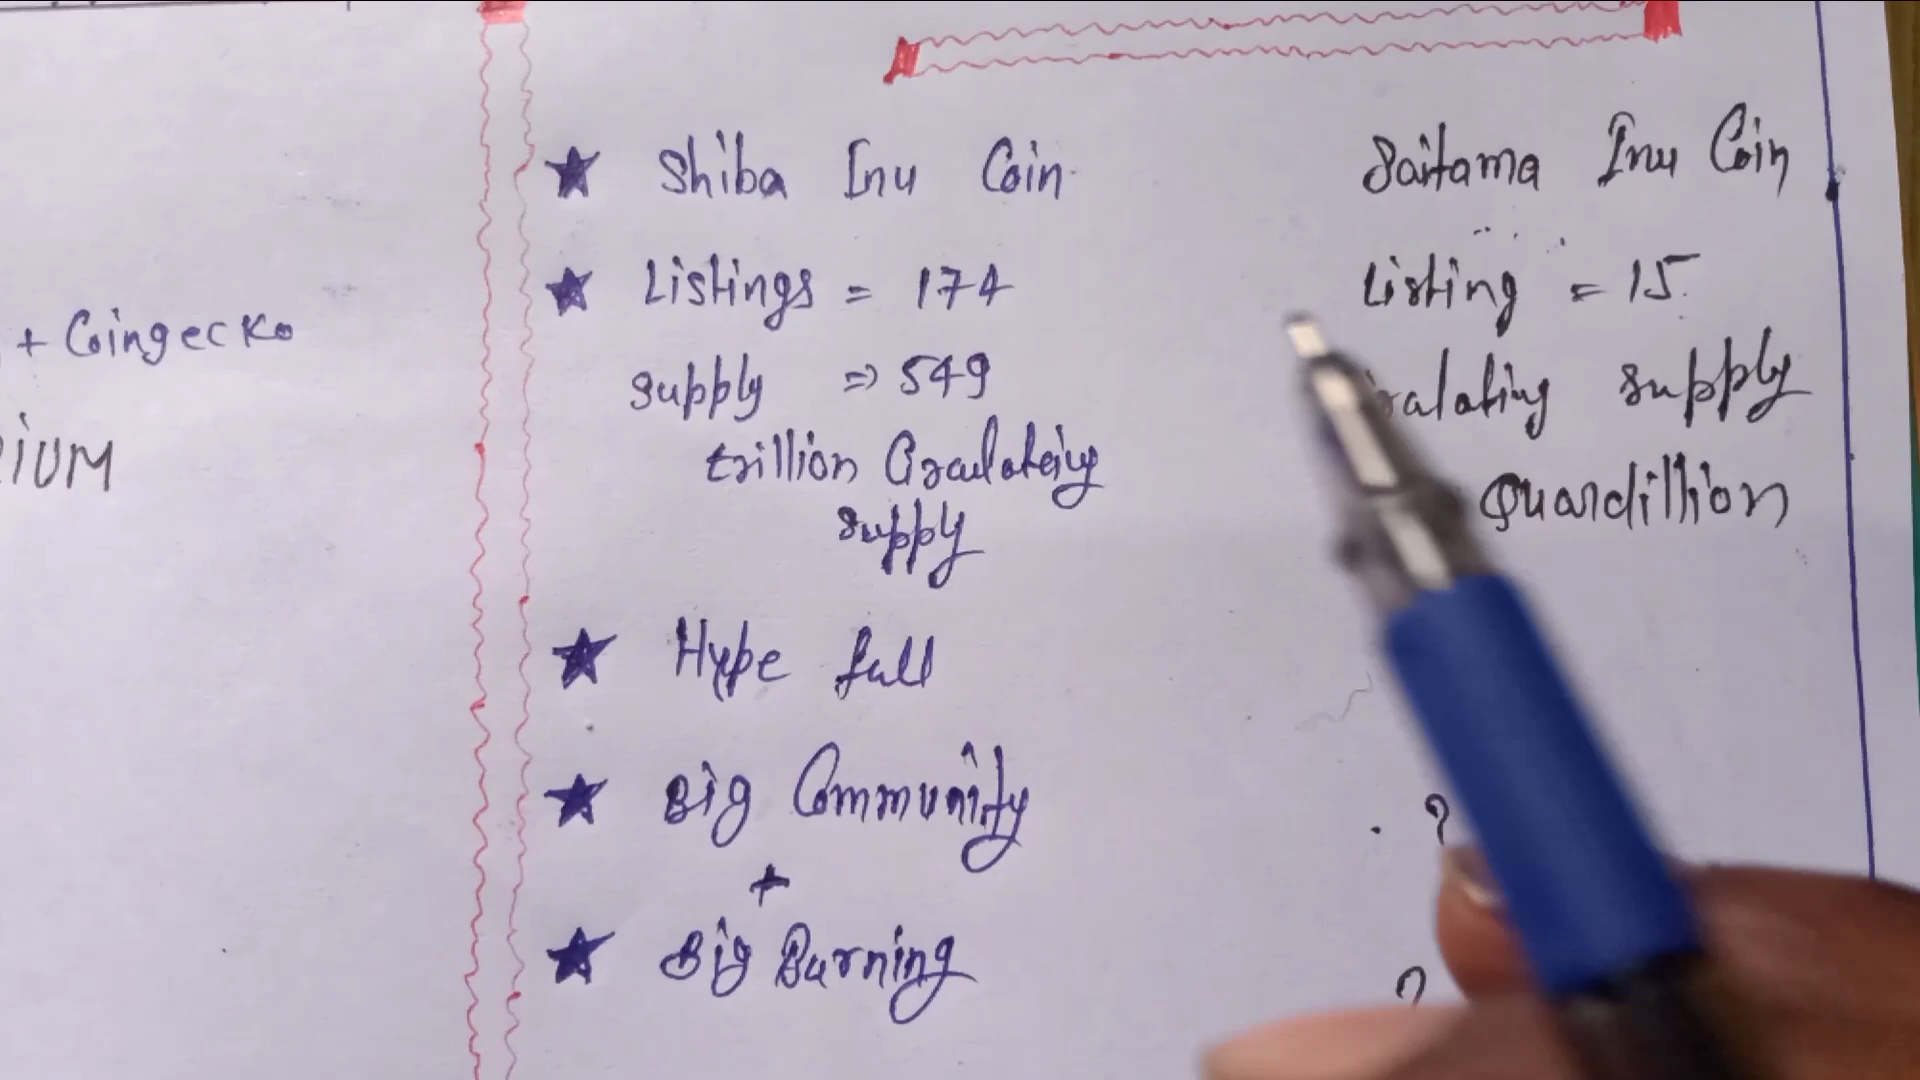 + Coingecko
IUM
Shiba Inu Coin
Listings = 174
supply => 549
trillion Circulateing
supply
Hype full
Big Community
+
Big Burning
Saitama Inu Coin
Listing = 15
supply
Quardillion
?
?